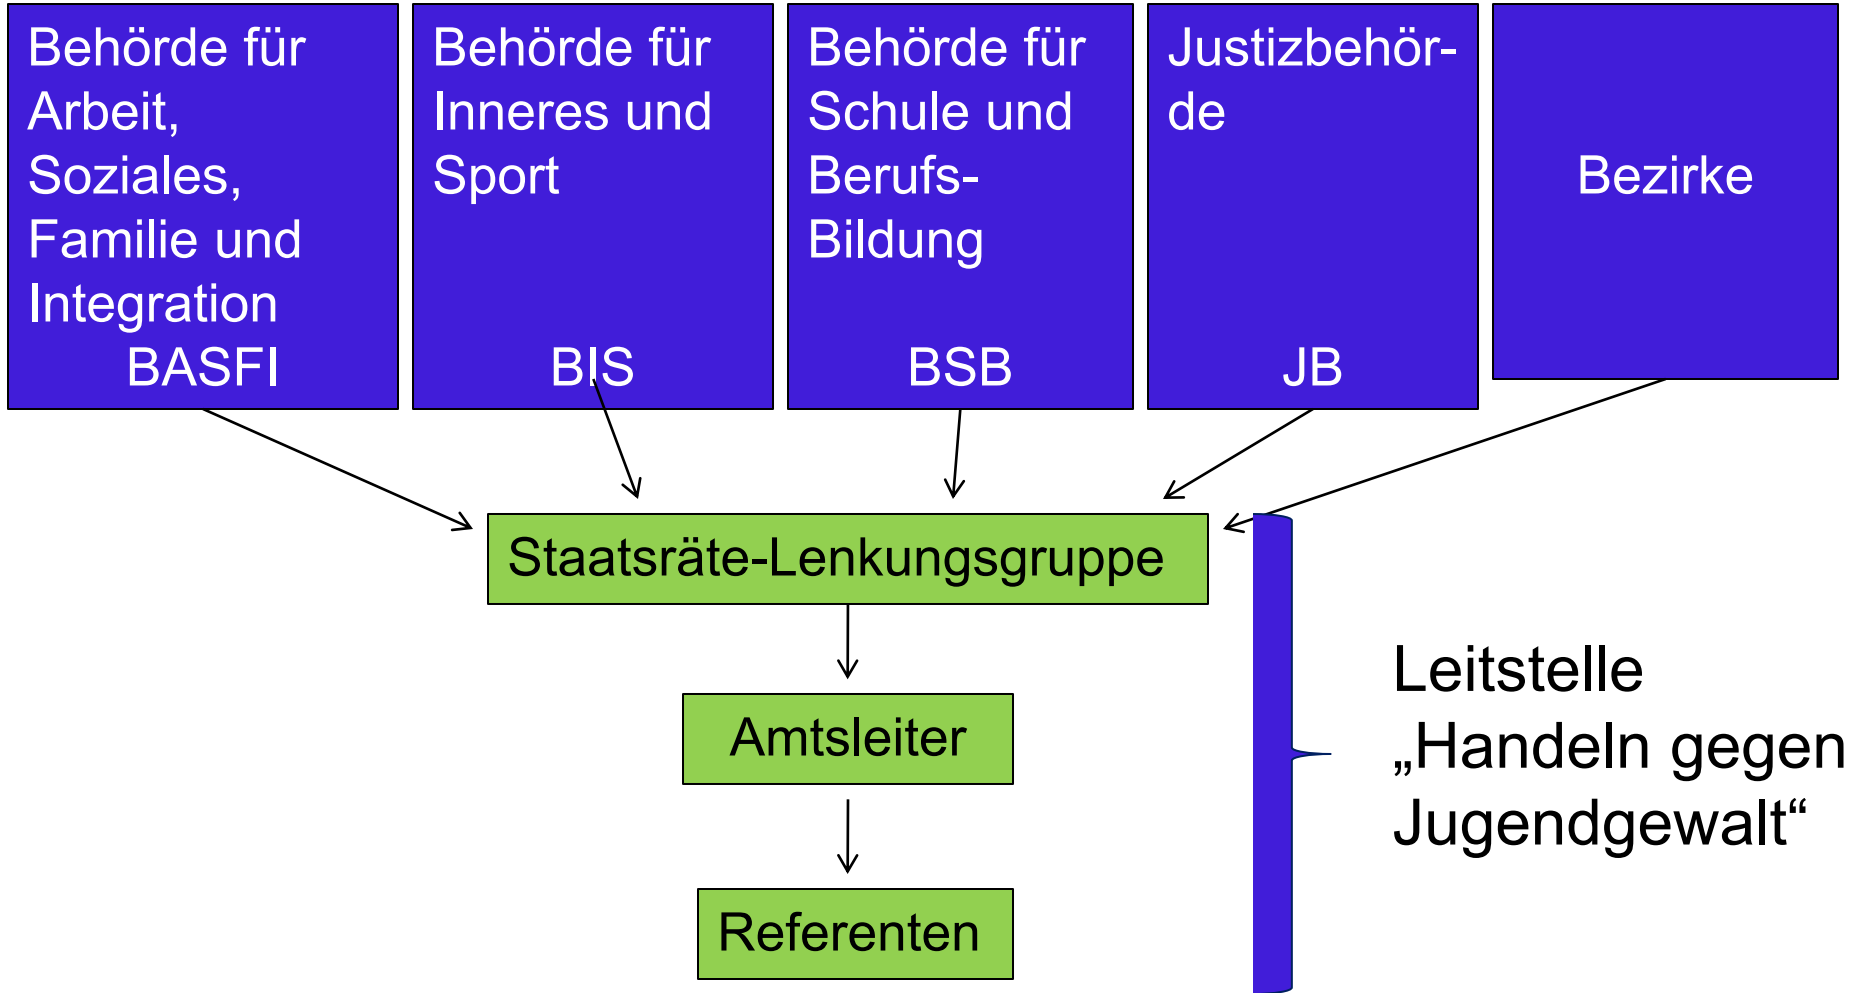 Behörde für
Arbeit,
Soziales,
Familie und
Integration
BASFI
Behörde für
Inneres und
Sport
BIS
Behörde für
Schule und
Berufs-
Bildung
BSB
Justizbehör-
de
JB
Bezirke
Staatsräte-Lenkungsgruppe
Amtsleiter
Referenten
Leitstelle
„Handeln gegen
Jugendgewalt“